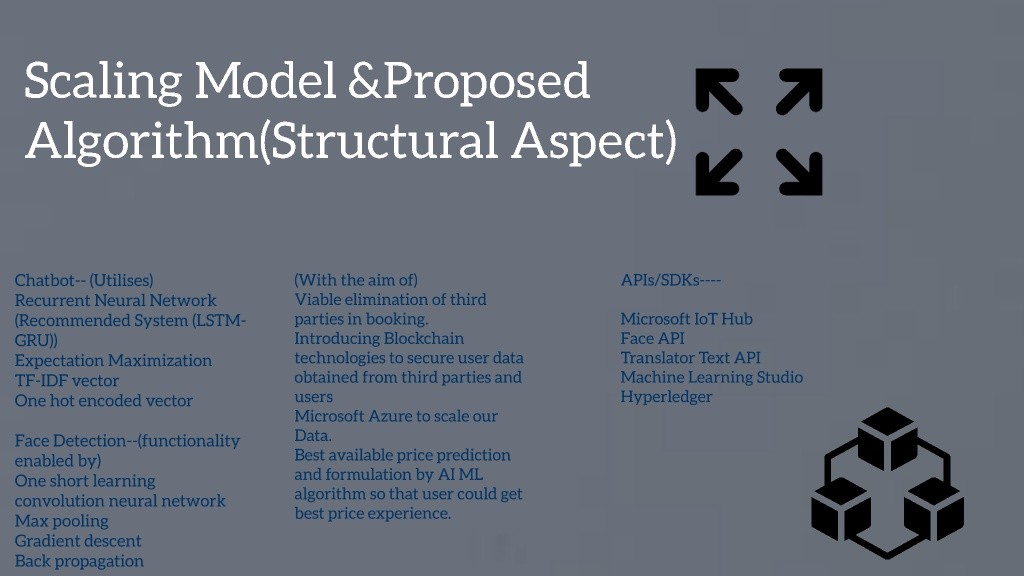 Scaling Model &Proposed
Algorithm(Structural Aspect)
Chatbot-- (Utilises)
Recurrent Neural Network
(Recommended System (LSTM-
GRU))
Expectation Maximization
TF-IDF vector
One hot encoded vector
Face Detection--(functionality
enabled by)
One short learning
convolution neural network
Max pooling
Gradient descent
Back propagation
(With the aim of)
Viable elimination of third
parties in booking.
Introducing Blockchain
technologies to secure user data
obtained from third parties and
users
Microsoft Azure to scale our
Data.
Best available price prediction
and formulation by AI ML
algorithm so that user could get
best price experience.
APIs/SDKs----
Microsoft IoT Hub
Face API
Translator Text API
Machine Learning Studio
Hyperledger